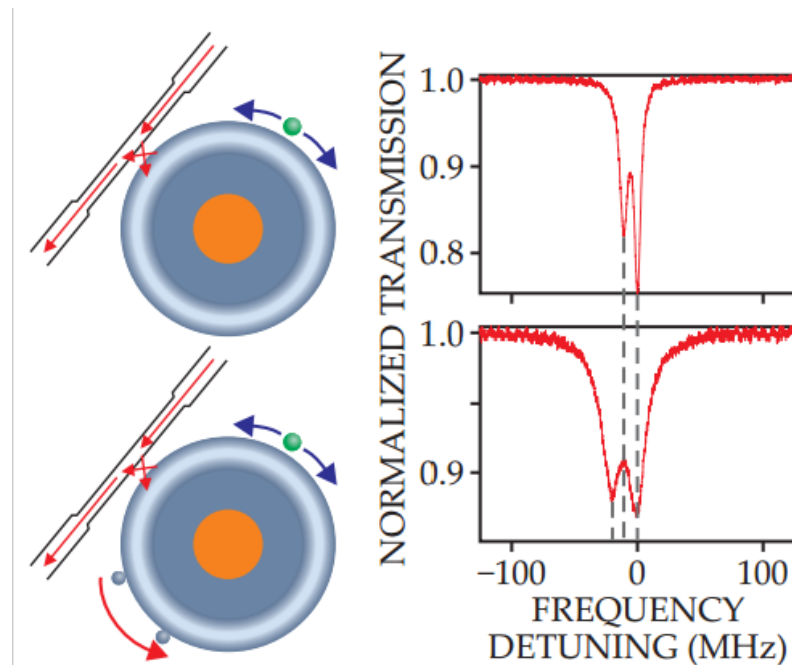 NORMALIZED TRANSMISSION
1.0
0.9
0.8
1.0
0.9
−100
0
100
FREQUENCY
DETUNING (MHz)